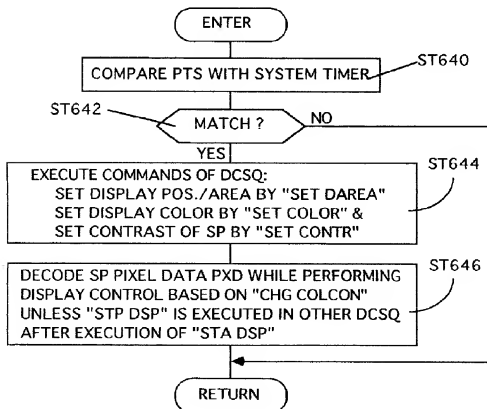 ENTER
COMPARE PTS WITH SYSTEM TIMER
ST640
ST642
MATCH ?
NO
YES
EXECUTE COMMANDS OF DCSQ:
SET DISPLAY POS./AREA BY "SET DAREA"
SET DISPLAY COLOR BY "SET COLOR" &
SET CONTRAST OF SP BY "SET CONTR"
ST644
DECODE SP PIXEL DATA PXD WHILE PERFORMING
DISPLAY CONTROL BASED ON "CHG COLCON"
UNLESS "STP DSP" IS EXECUTED IN OTHER DCSQ
AFTER EXECUTION OF "STA DSP"
ST646
RETURN